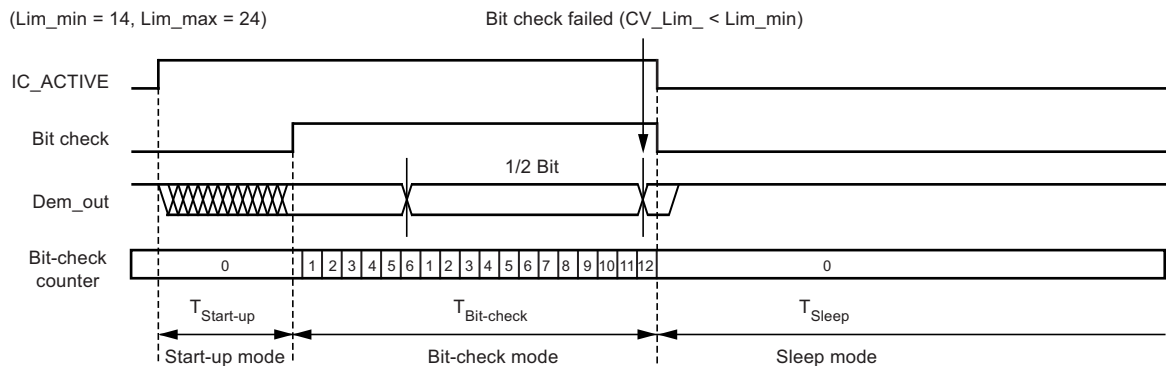 (Lim_min = 14, Lim_max = 24) Bit check failed (CV_Lim_ < Lim_min)
IC_ACTIVE
Bit check
1/2 Bit
Dem_out
Bit-check
counter
0 1 2 3 4 5 6 1 2 3 4 5 6 7 8 9 10 11 12 0
TStart-up TBit-check TSleep
Start-up mode Bit-check mode Sleep mode